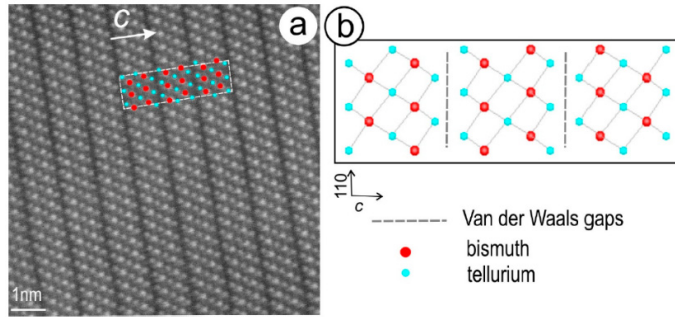 c
a
1nm
b
110
c
Van der Waals gaps
bismuth
tellurium